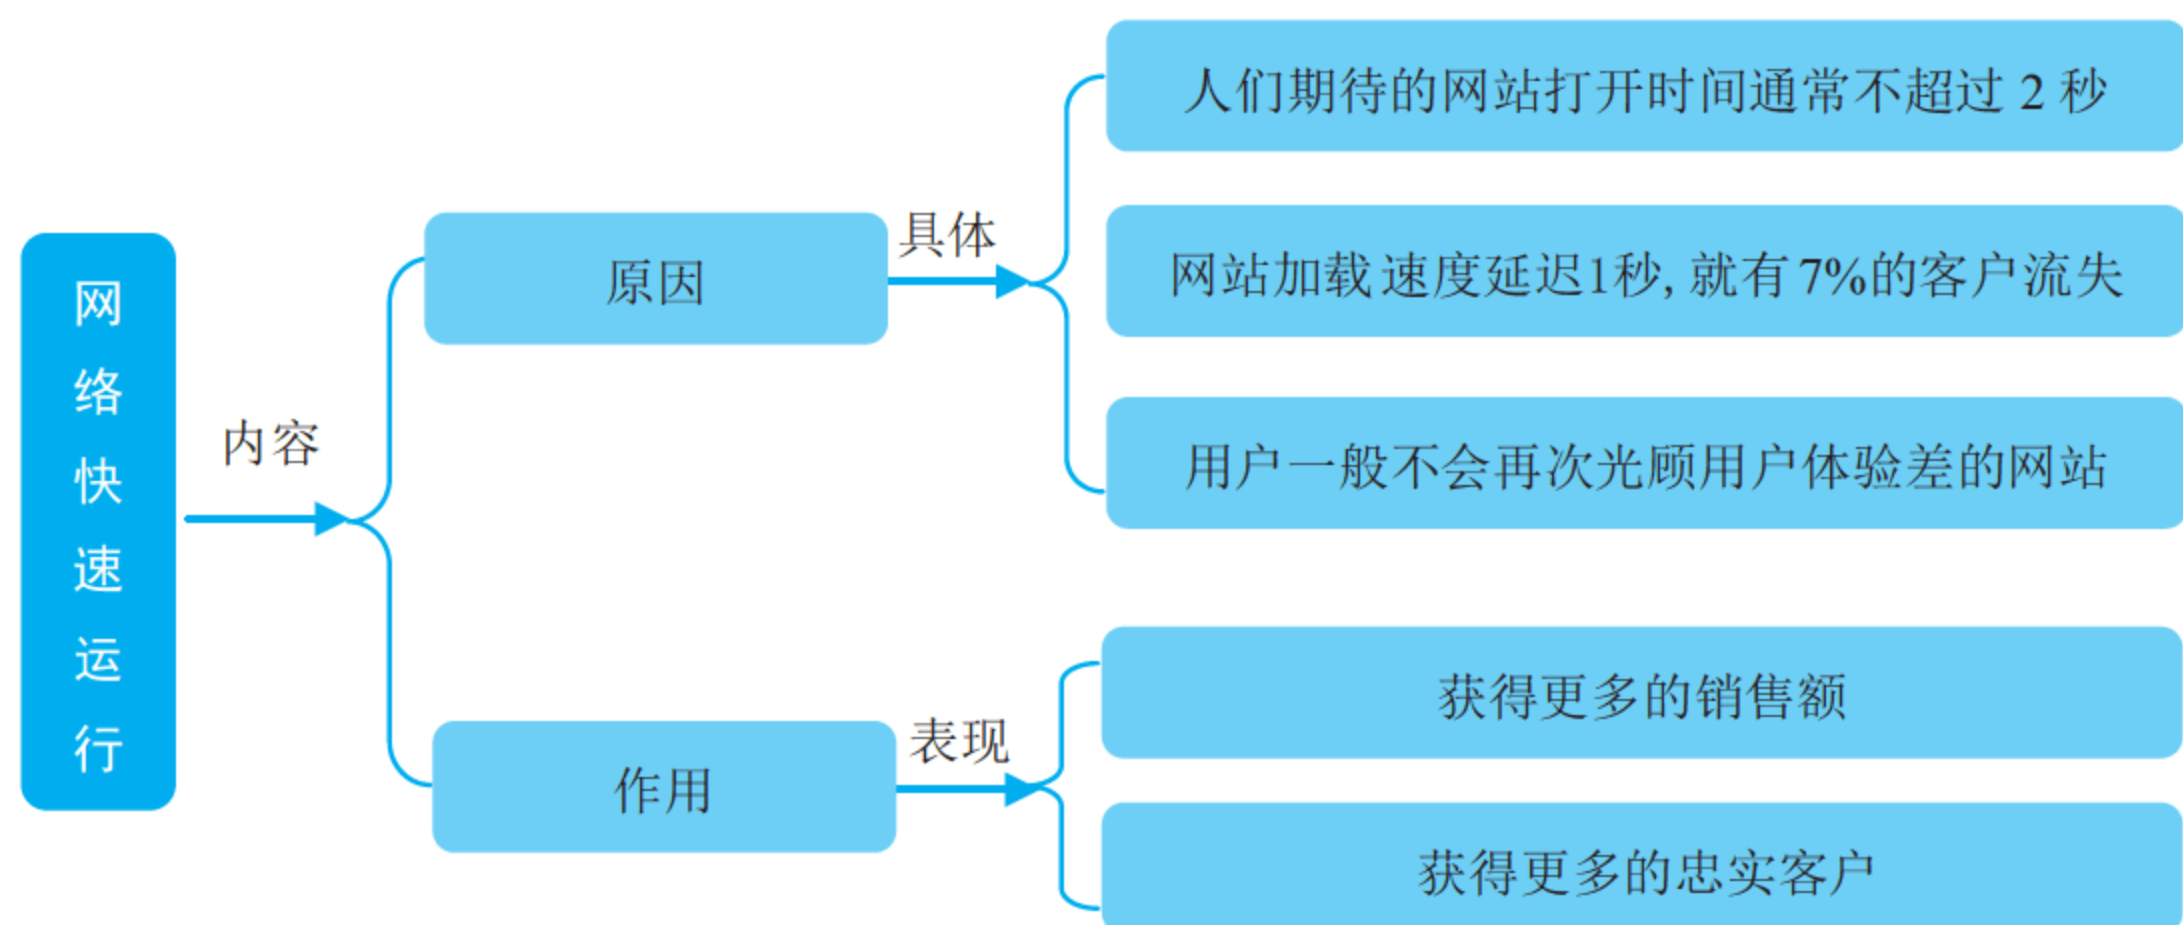 网络快速运行
内容
原因
具体
人们期待的网站打开时间通常不超过 2 秒
网站加载速度延迟1秒, 就有 7%的客户流失
用户一般不会再次光顾用户体验差的网站
作用
表现
获得更多的销售额
获得更多的忠实客户